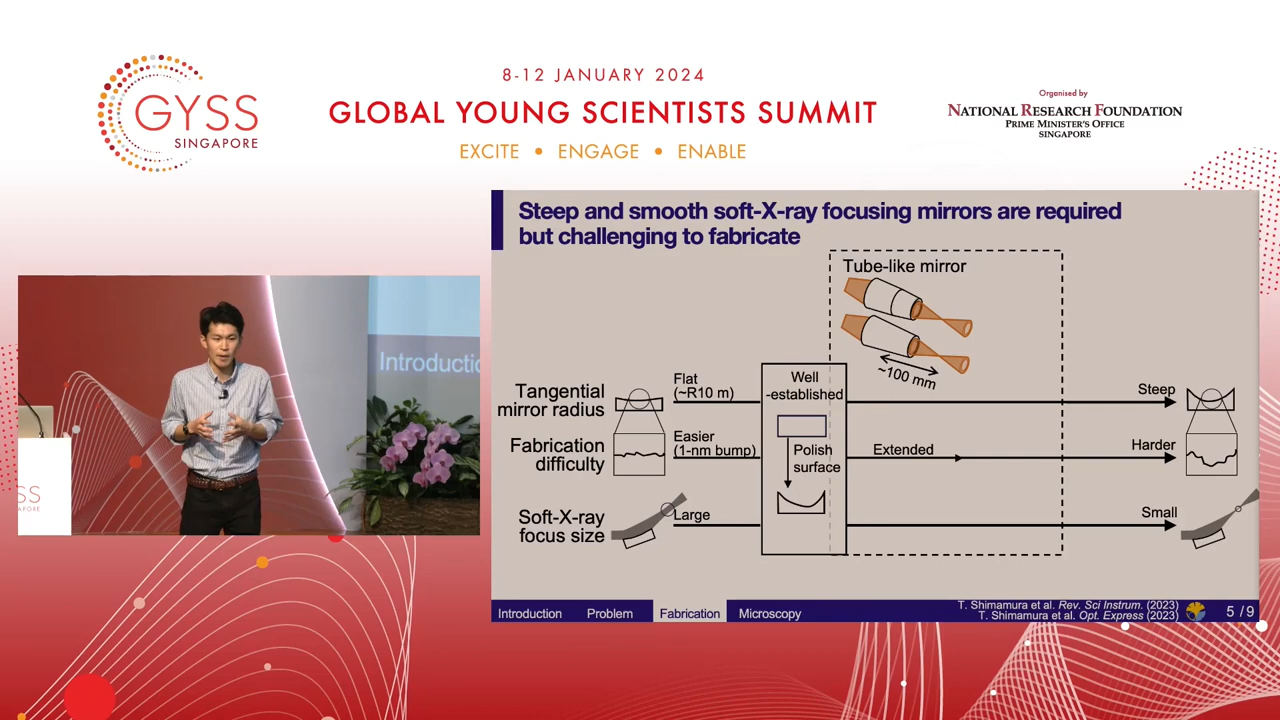 8-12 JANUARY 2024
GYSS
SINGAPORE
GLOBAL YOUNG SCIENTISTS SUMMIT
EXCITE • ENGAGE • ENABLE
Organised by
NATIONAL RESEARCH FOUNDATION
PRIME MINISTER'S OFFICE
SINGAPORE
Steep and smooth soft-X-ray focusing mirrors are required
but challenging to fabricate
Tube-like mirror
~100 mm
Tangential
mirror radius
Flat
(~R10 m)
Well
-established
Steep
Fabrication
difficulty
Easier
(1-nm bump)
Polish
surface
Extended
Harder
Soft-X-ray
focus size
Large
Small
Introduction
Problem
Fabrication
Microscopy
T. Shimamura et al. Rev. Sci Instrum. (2023)
T. Shimamura et al. Opt. Express (2023)
5 / 9
Introductio
SS